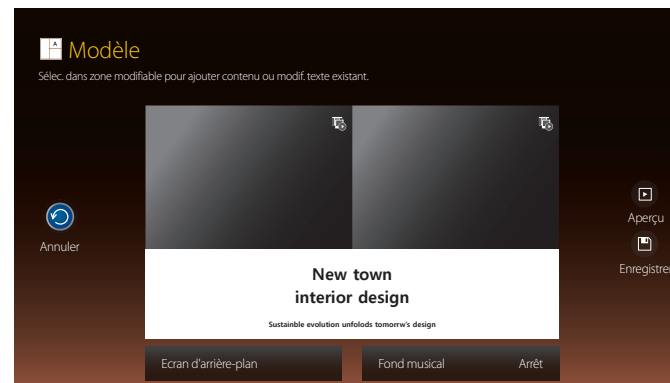 A
Modèle
Sélec. dans zone modifiable pour ajouter contenu ou modif. texte existant.
Annuler
Aperçu
Enregistrer
New town
interior design
Sustainble evolution unfolods tomorrw's design
Ecran d'arrière-plan
Fond musical Arrêt